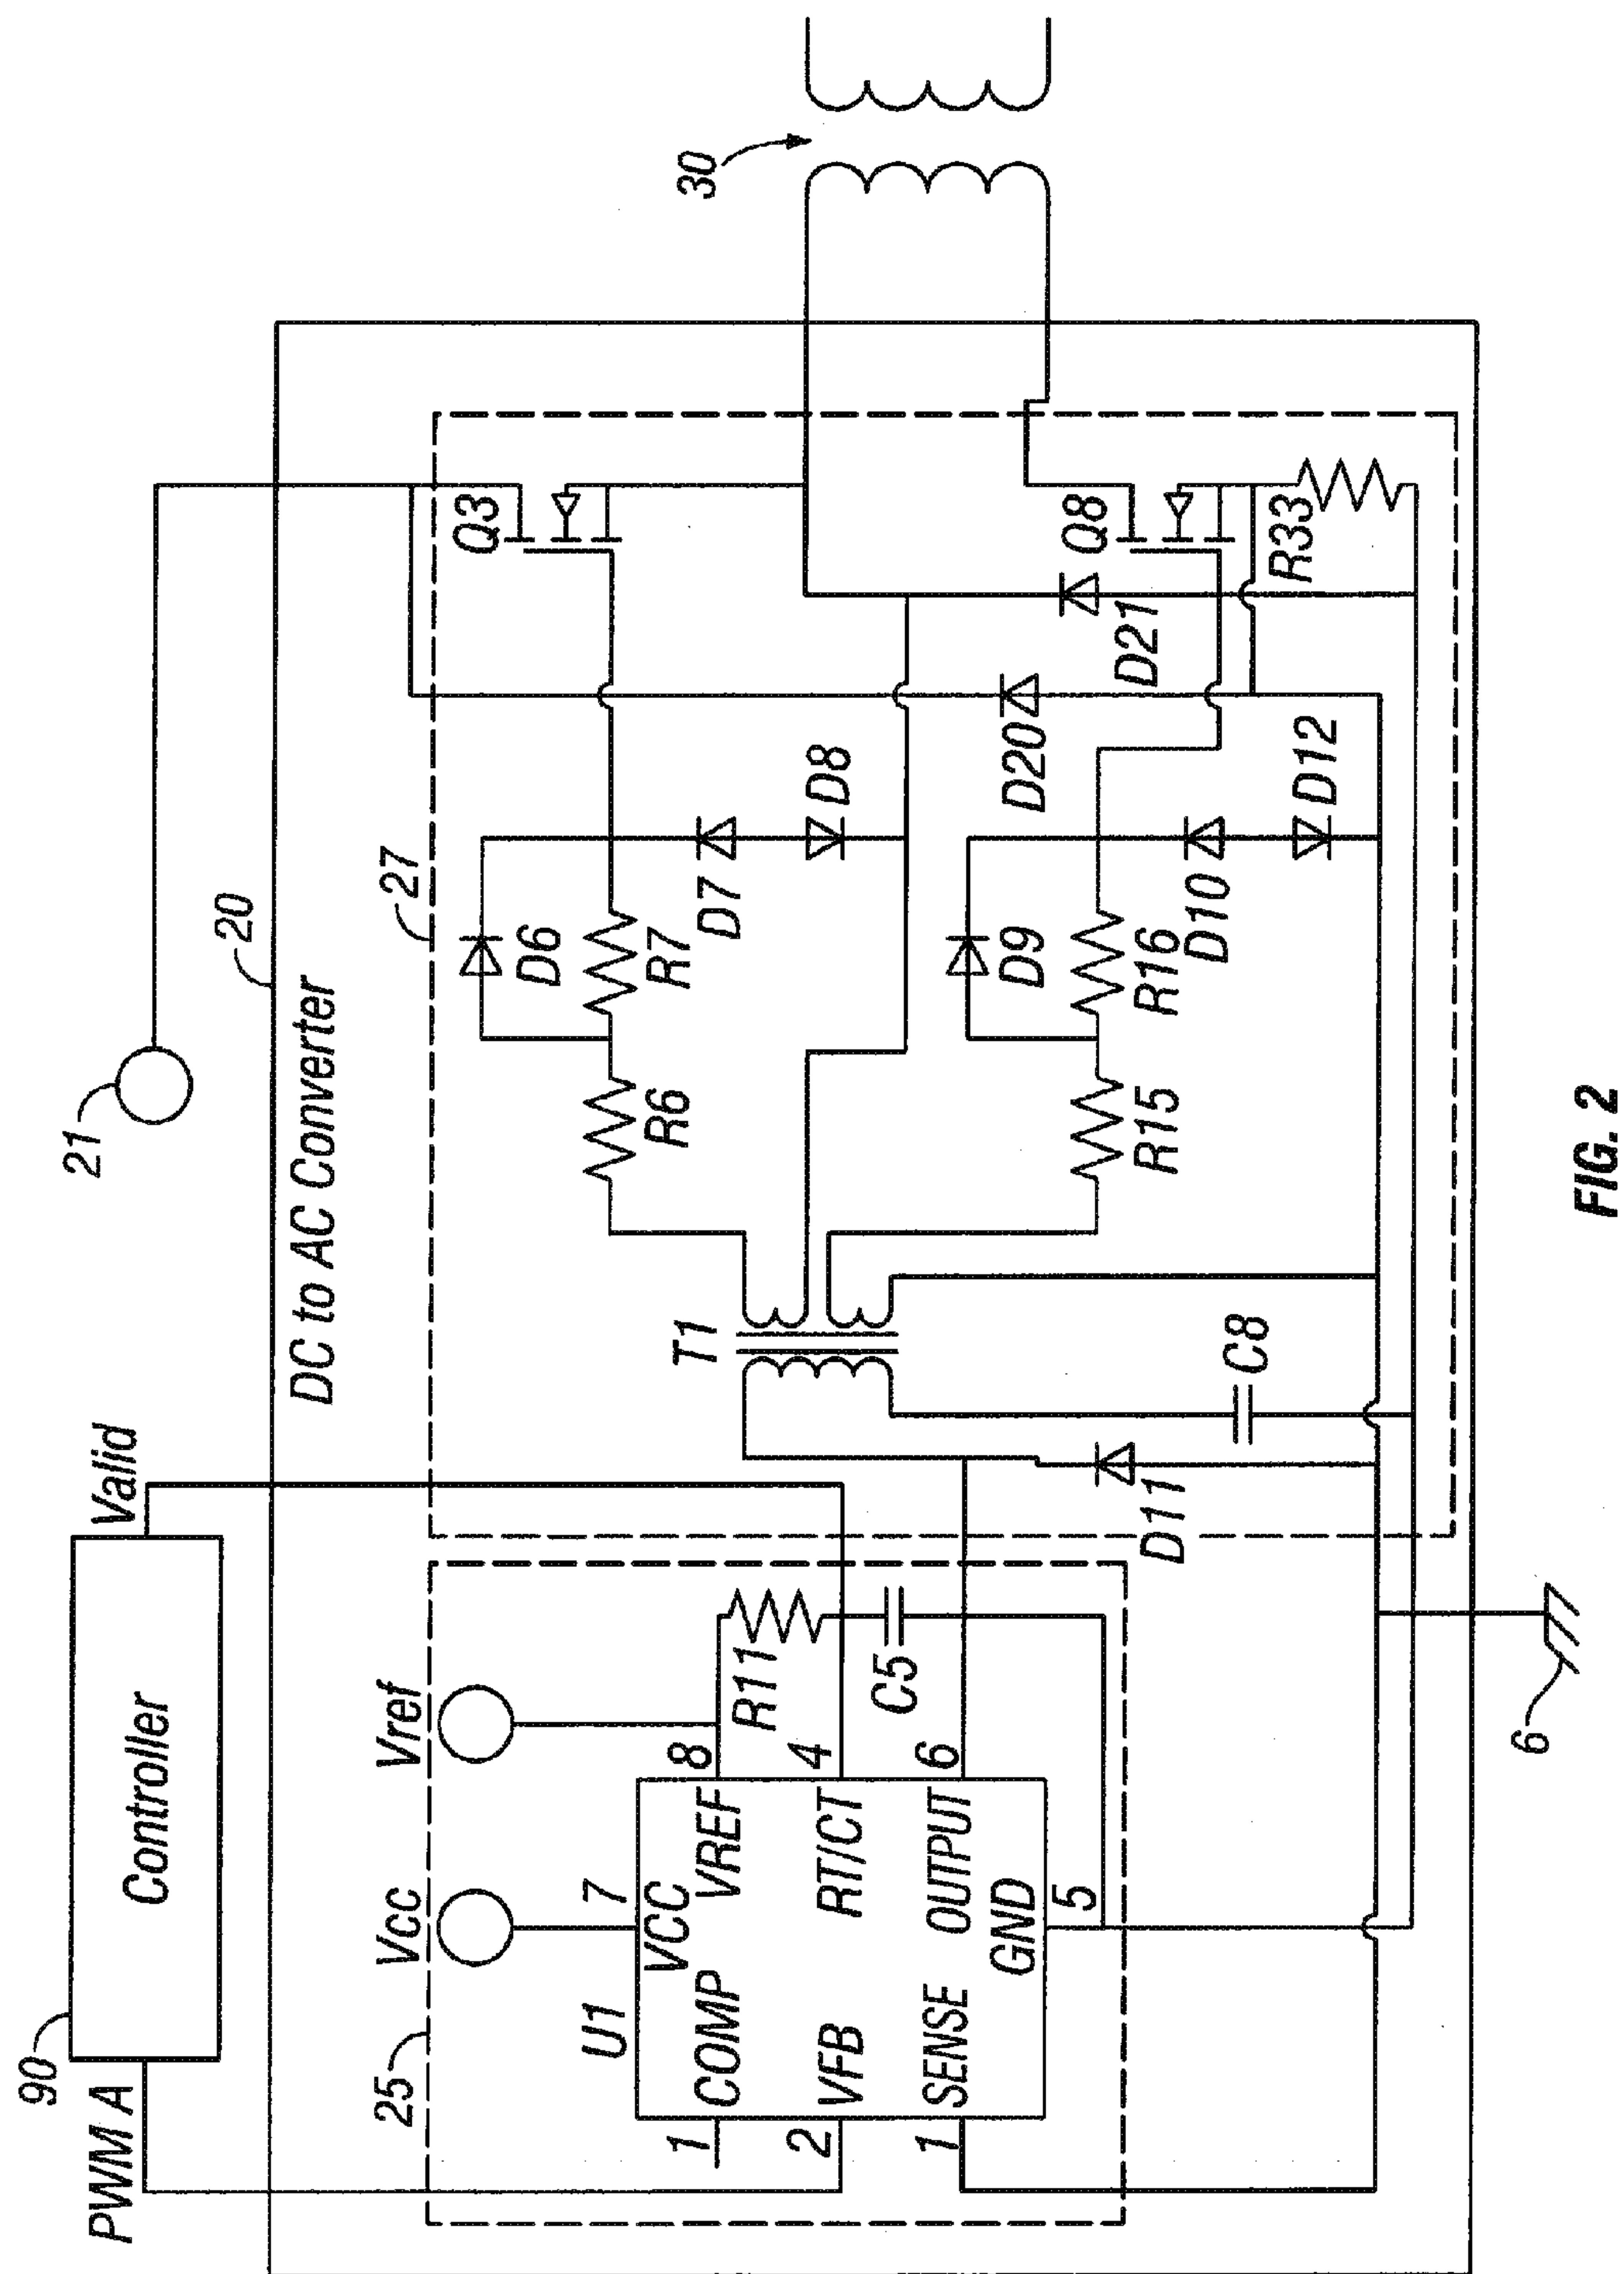 90
PWM A
Controller
Valid
21
20
DC to AC Converter
25
Vcc
Vref
27
U1
7
VCC
1
COMP
VREF
8
2
VFB
RT/CT
4
1
SENSE
OUTPUT
6
GND
5
R11
C5
T1
D11
C8
D6
R6
R7
D7
D8
D9
R15
R16
D10
D12
D20
D21
Q3
Q8
R33
30
6
FIG. 2